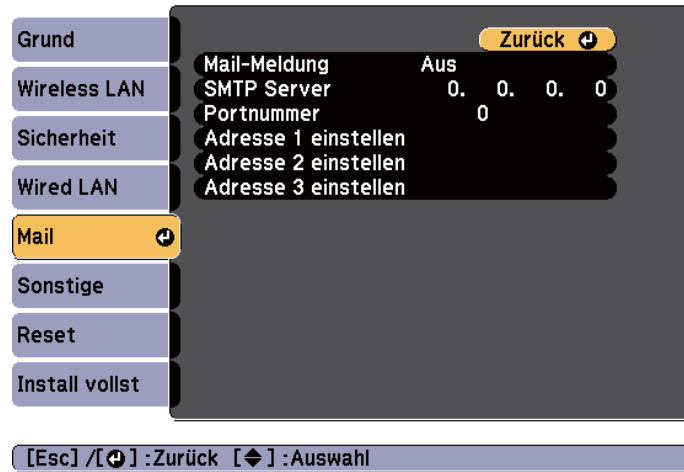 Grund
Wireless LAN
Sicherheit
Wired LAN
Mail
Sonstige
Reset
Install vollst
Zurück
Mail-Meldung Aus
SMTP Server 0. 0. 0. 0
Portnummer 0
Adresse 1 einstellen
Adresse 2 einstellen
Adresse 3 einstellen
[Esc] /[⏎] :Zurück [◆] :Auswahl